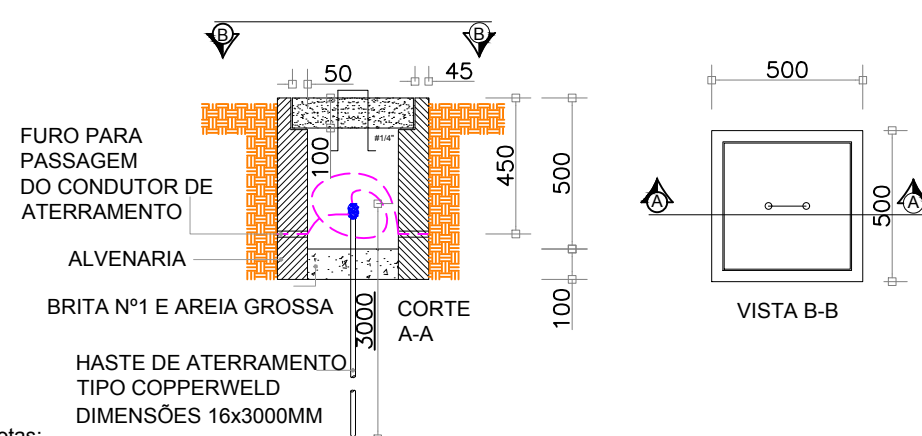 B
B
50
45
500
FURO PARA
PASSAGEM
DO CONDUTOR DE
ATERRAMENTO
100
#1/4"
450
500
500
A
A
ALVENARIA
BRITA Nº1 E AREIA GROSSA
3000
CORTE
A-A
100
VISTA B-B
HASTE DE ATERRAMENTO
TIPO COPPERWELD
DIMENSÕES 16x3000MM
otas: